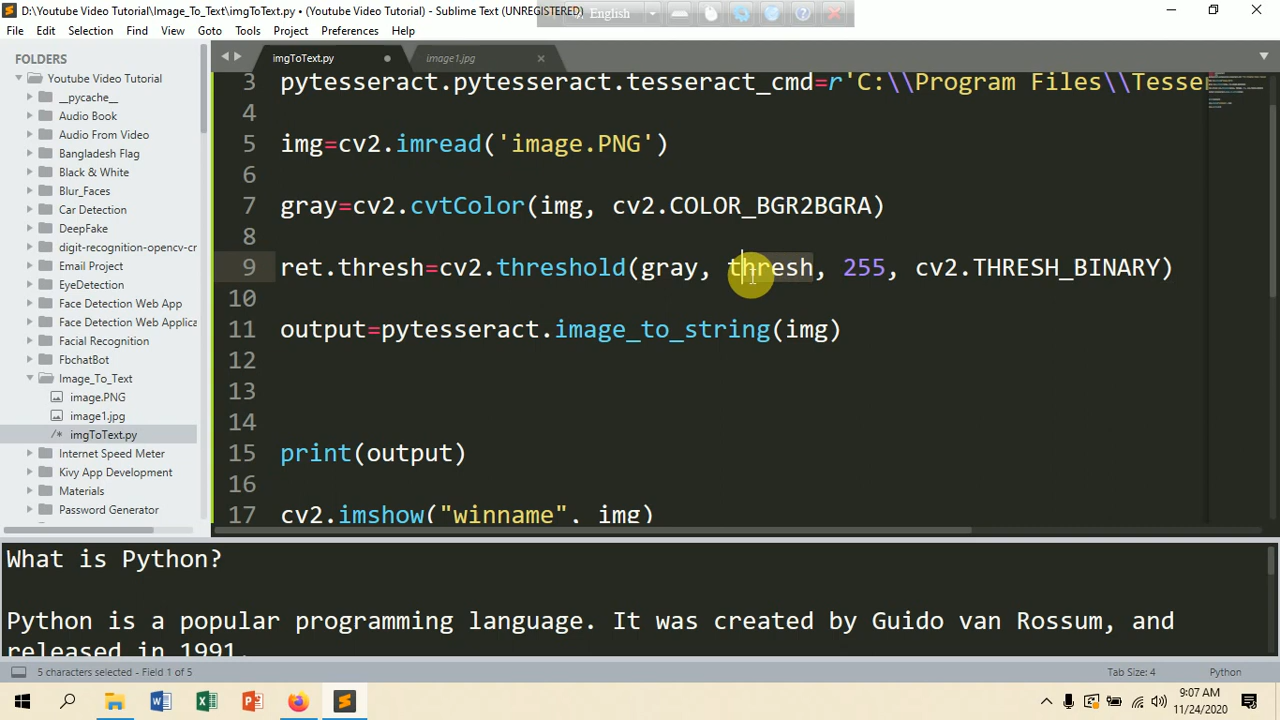 D:\Youtube Video Tutorial\Image_To_Text\imgToText.py • (Youtube Video Tutorial) - Sublime Text (UNREGISTERED)
English
File Edit Selection Find View Goto Tools Project Preferences Help
FOLDERS
imgToText.py
image1.jpg
Youtube Video Tutorial
__pycache__
Audio Book
Audio From Video
Bangladesh Flag
Black & White
Blur_Faces
Car Detection
DeepFake
digit-recognition-opencv-cr
Email Project
EyeDetection
Face Detection Web App
Face Detection Web Applica
Facial Recognition
FbchatBot
Image_To_Text
image.PNG
image1.jpg
imgToText.py
Internet Speed Meter
Kivy App Development
Materials
Password Generator
3 pytesseract.pytesseract.tesseract_cmd=r'C:\\Program Files\\Tesser
4
5 img=cv2.imread('image.PNG')
6
7 gray=cv2.cvtColor(img, cv2.COLOR_BGR2BGRA)
8
9 ret.thresh=cv2.threshold(gray, thresh, 255, cv2.THRESH_BINARY)
10
11 output=pytesseract.image_to_string(img)
12
13
14
15 print(output)
16
17 cv2.imshow("winname", img)
What is Python?
Python is a popular programming language. It was created by Guido van Rossum, and
released in 1991.
5 characters selected - Field 1 of 5
Tab Size: 4
Python
9:07 AM
11/24/2020